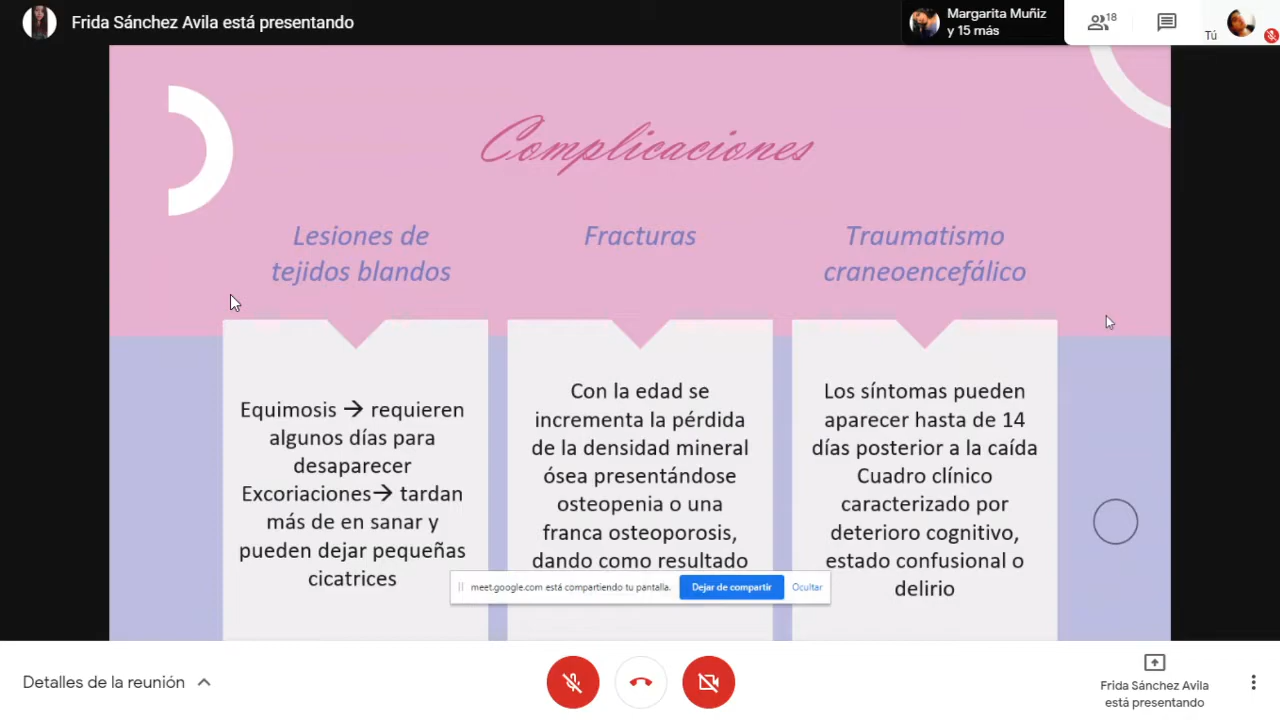 Frida Sánchez Avila está presentando
Margarita Muñiz
y 15 más
18
Tú
Complicaciones
Lesiones de
tejidos blandos
Fracturas
Traumatismo
craneoencefálico
Equimosis → requieren
algunos días para
desaparecer
Excoriaciones→ tardan
más de en sanar y
pueden dejar pequeñas
cicatrices
Con la edad se
incrementa la pérdida
de la densidad mineral
ósea presentándose
osteopenia o una
franca osteoporosis,
dando como resultado
Los síntomas pueden
aparecer hasta de 14
días posterior a la caída
Cuadro clínico
caracterizado por
deterioro cognitivo,
estado confusional o
delirio
meet.google.com está compartiendo tu pantalla.
Dejar de compartir
Ocultar
Detalles de la reunión
Frida Sánchez Avila
está presentando